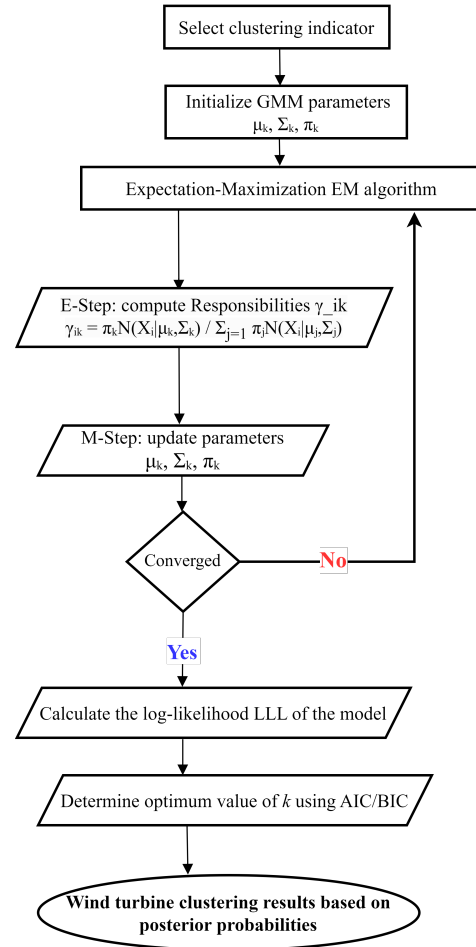 Select clustering indicator
Initialize GMM parameters
μₖ, Σₖ, πₖ
Expectation-Maximization EM algorithm
E-Step: compute Responsibilities γ_ik
γᵢₖ = πₖN(Xᵢ|μₖ,Σₖ) / Σⱼ₌₁ πⱼN(Xᵢ|μⱼ,Σⱼ)
M-Step: update parameters
μₖ, Σₖ, πₖ
Converged
No
Yes
Calculate the log-likelihood LLL of the model
Determine optimum value of k using AIC/BIC
Wind turbine clustering results based on
posterior probabilities